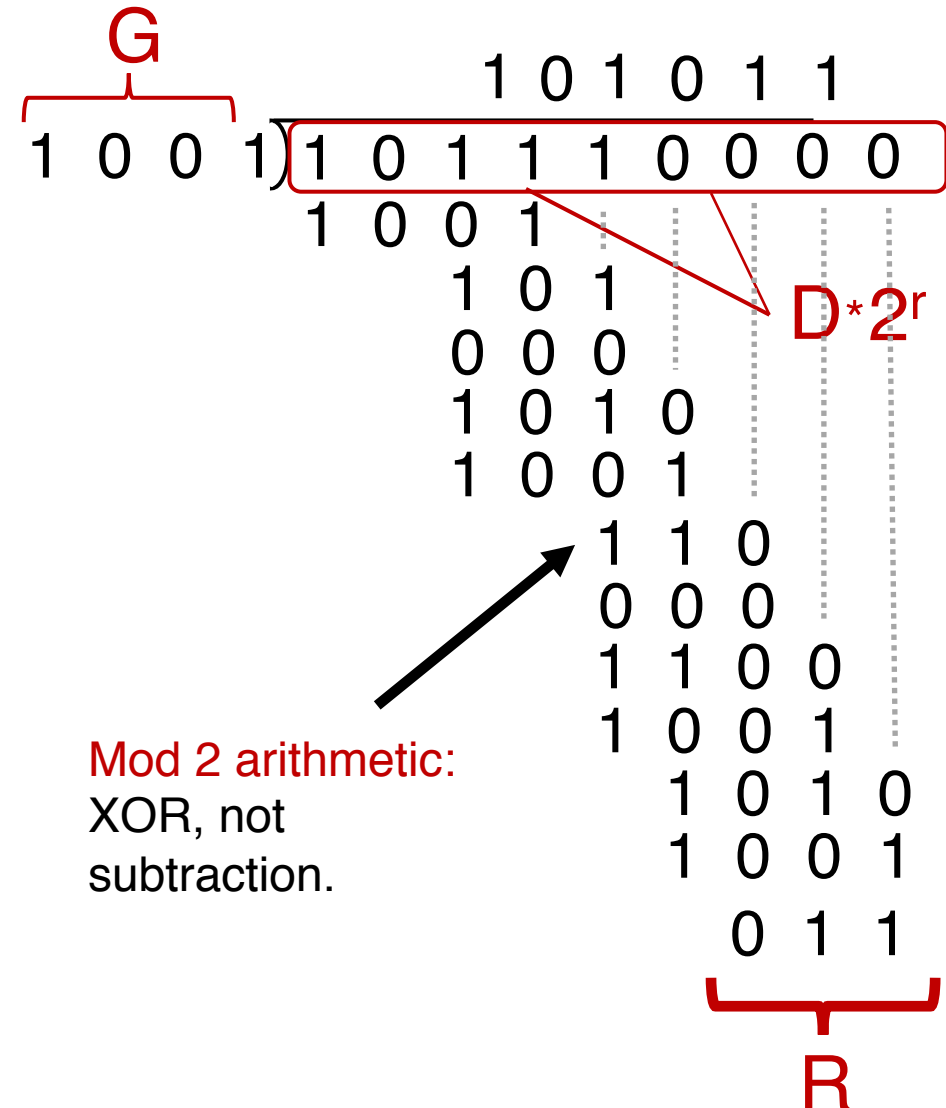 G
1 0 1 0 1 1
1 0 0 1)1 0 1 1 1 0 0 0 0
1 0 0 1
1 0 1
D*2ʳ
0 0 0
1 0 1 0
1 0 0 1
1 1 0
0 0 0
1 1 0 0
1 0 0 1
Mod 2 arithmetic:
1 0 1 0
XOR, not
1 0 0 1
subtraction.
0 1 1
R